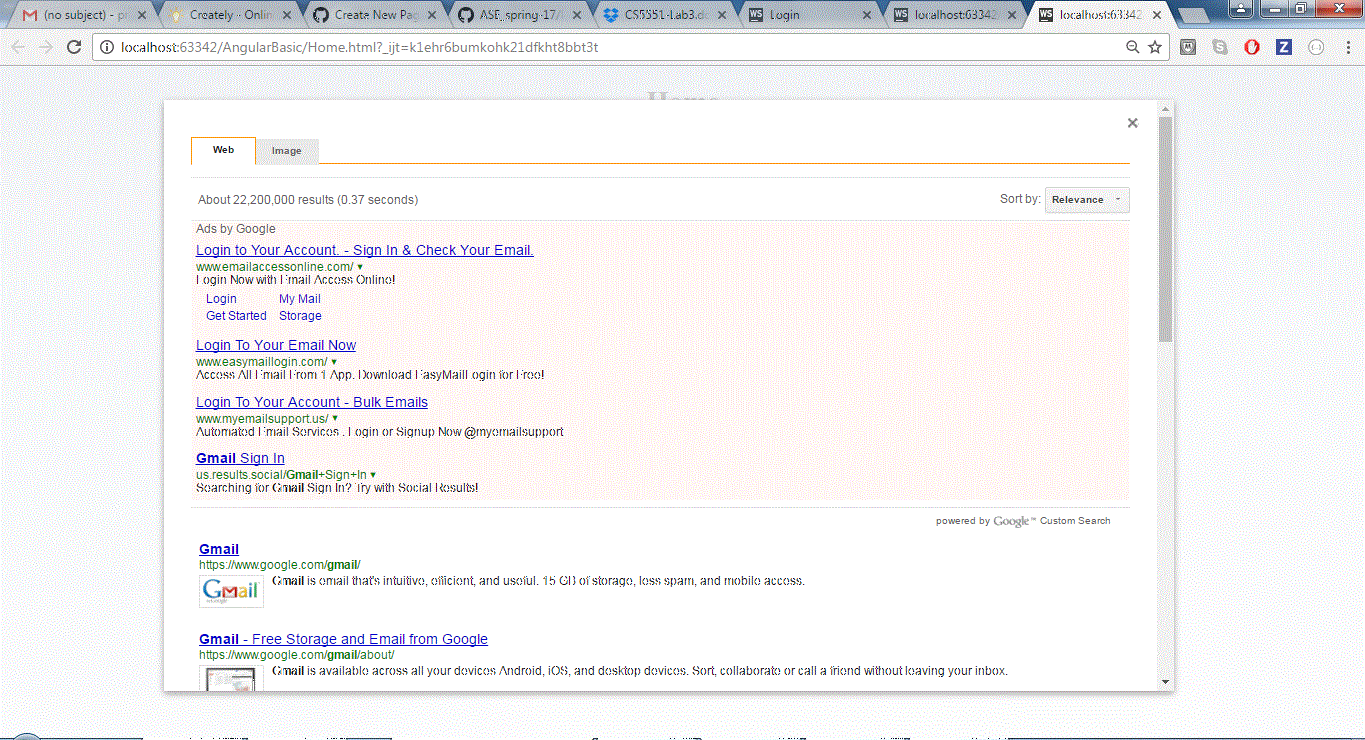 (no subject) - pr
Creately - Onlin
Create New Pag
ASE_spring-17/
CS5551-Lab3.do
Login
localhost:63342
localhost:63342
localhost:63342/AngularBasic/Home.html?_ijt=k1ehr6bumkohk21dfkht8bbt3t
Web Image
About 22,200,000 results (0.37 seconds) Sort by: Relevance
Ads by Google
Login to Your Account. - Sign In & Check Your Email.
www.emailaccessonline.com/
Login Now with Email Access Online!
Login My Mail
Get Started Storage
Login To Your Email Now
www.easymaillogin.com/
Access All Email From 1 App. Download EasyMailLogin for Free!
Login To Your Account - Bulk Emails
www.myemailsupport.us/
Automated Email Services . Login or Signup Now @myemailsupport
Gmail Sign In
us.results.social/Gmail+Sign+In
Searching for Gmail Sign In? Try with Social Results!
powered by Google™ Custom Search
Gmail
https://www.google.com/gmail/
Gmail
Gmail is email that's intuitive, efficient, and useful. 15 GB of storage, less spam, and mobile access.
Gmail - Free Storage and Email from Google
https://www.google.com/gmail/about/
Gmail is available across all your devices Android, iOS, and desktop devices. Sort, collaborate or call a friend without leaving your inbox.